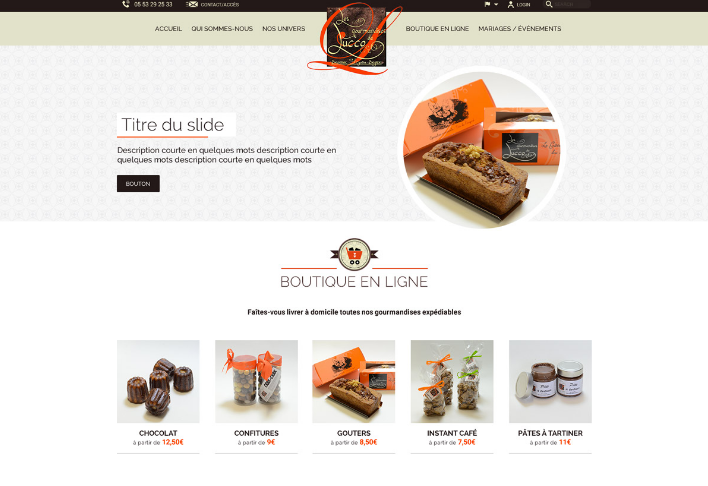 05 53 29 26 33
CONTACT/ACCÈS
LOGIN
ACCUEIL
QUI SOMMES-NOUS
NOS UNIVERS
Les
Gourmandises
de
Lucco
BOUTIQUE EN LIGNE
MARIAGES / ÉVÉNEMENTS
Titre du slide
Description courte en quelques mots description courte en
quelques mots description courte en quelques mots
BOUTON
BOUTIQUE EN LIGNE
Faîtes-vous livrer à domicile toutes nos gourmandises expédiables
CHOCOLAT
à partir de 12,50€
CONFITURES
à partir de 9€
GOUTERS
à partir de 8,50€
INSTANT CAFÉ
à partir de 7,50€
PÂTES À TARTINER
à partir de 11€